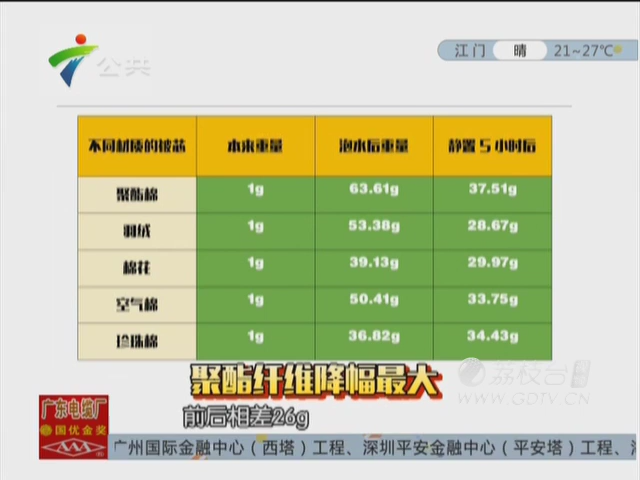 公共
江门 晴 21~27℃
不同材质的被芯 本来重量 泡水后重量 静置5小时后
聚酯棉 1g 63.61g 37.51g
羽绒 1g 53.38g 28.67g
棉花 1g 39.13g 29.97g
空气棉 1g 50.41g 33.75g
珍珠棉 1g 36.82g 34.43g
聚酯纤维降幅最大
前后相差26g
荔枝台
WWW.GDTV.CN
广东电缆厂
国优金奖
AAA
广州国际金融中心（西塔）工程、深圳平安金融中心（平安塔）工程、